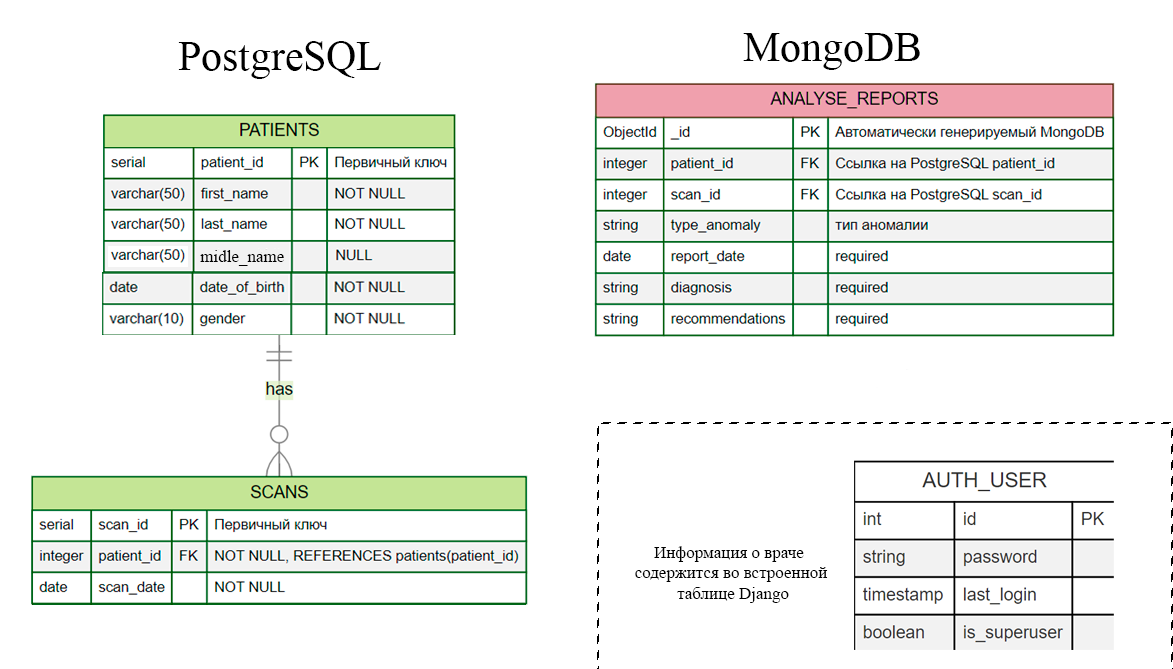 PostgreSQL
PATIENTS
serial patient_id PK Первичный ключ
varchar(50) first_name NOT NULL
varchar(50) last_name NOT NULL
varchar(50) midle_name NULL
date date_of_birth NOT NULL
varchar(10) gender NOT NULL
has
SCANS
serial scan_id PK Первичный ключ
integer patient_id FK NOT NULL, REFERENCES patients(patient_id)
date scan_date NOT NULL
MongoDB
ANALYSE_REPORTS
ObjectId _id PK Автоматически генерируемый MongoDB
integer patient_id FK Ссылка на PostgreSQL patient_id
integer scan_id FK Ссылка на PostgreSQL scan_id
string type_anomaly тип аномалии
date report_date required
string diagnosis required
string recommendations required
Информация о враче
содержится во встроенной
таблице Django
AUTH_USER
int id PK
string password
timestamp last_login
boolean is_superuser